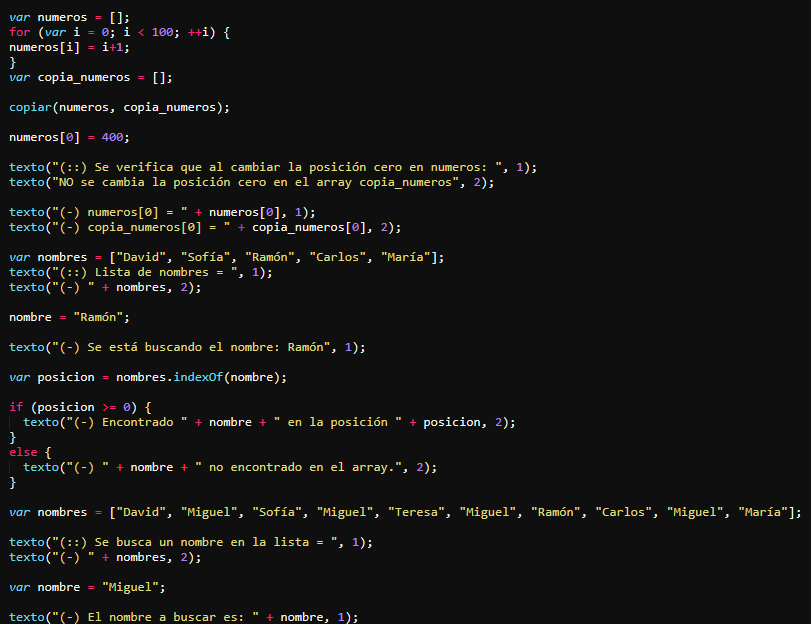 var numeros = [];
for (var i = 0; i < 100; ++i) {
numeros[i] = i+1;
}
var copia_numeros = [];
copiar(numeros, copia_numeros);
numeros[0] = 400;
texto("(::) Se verifica que al cambiar la posición cero en numeros: ", 1);
texto("NO se cambia la posición cero en el array copia_numeros", 2);
texto("(-) numeros[0] = " + numeros[0], 1);
texto("(-) copia_numeros[0] = " + copia_numeros[0], 2);
var nombres = ["David", "Sofía", "Ramón", "Carlos", "María"];
texto("(::) Lista de nombres = ", 1);
texto("(-) " + nombres, 2);
nombre = "Ramón";
texto("(-) Se está buscando el nombre: Ramón", 1);
var posicion = nombres.indexOf(nombre);
if (posicion >= 0) {
  texto("(-) Encontrado " + nombre + " en la posición " + posicion, 2);
}
else {
  texto("(-) " + nombre + " no encontrado en el array.", 2);
}
var nombres = ["David", "Miguel", "Sofía", "Miguel", "Teresa", "Miguel", "Ramón", "Carlos", "Miguel", "María"];
texto("(::) Se busca un nombre en la lista = ", 1);
texto("(-) " + nombres, 2);
var nombre = "Miguel";
texto("(-) El nombre a buscar es: " + nombre, 1);